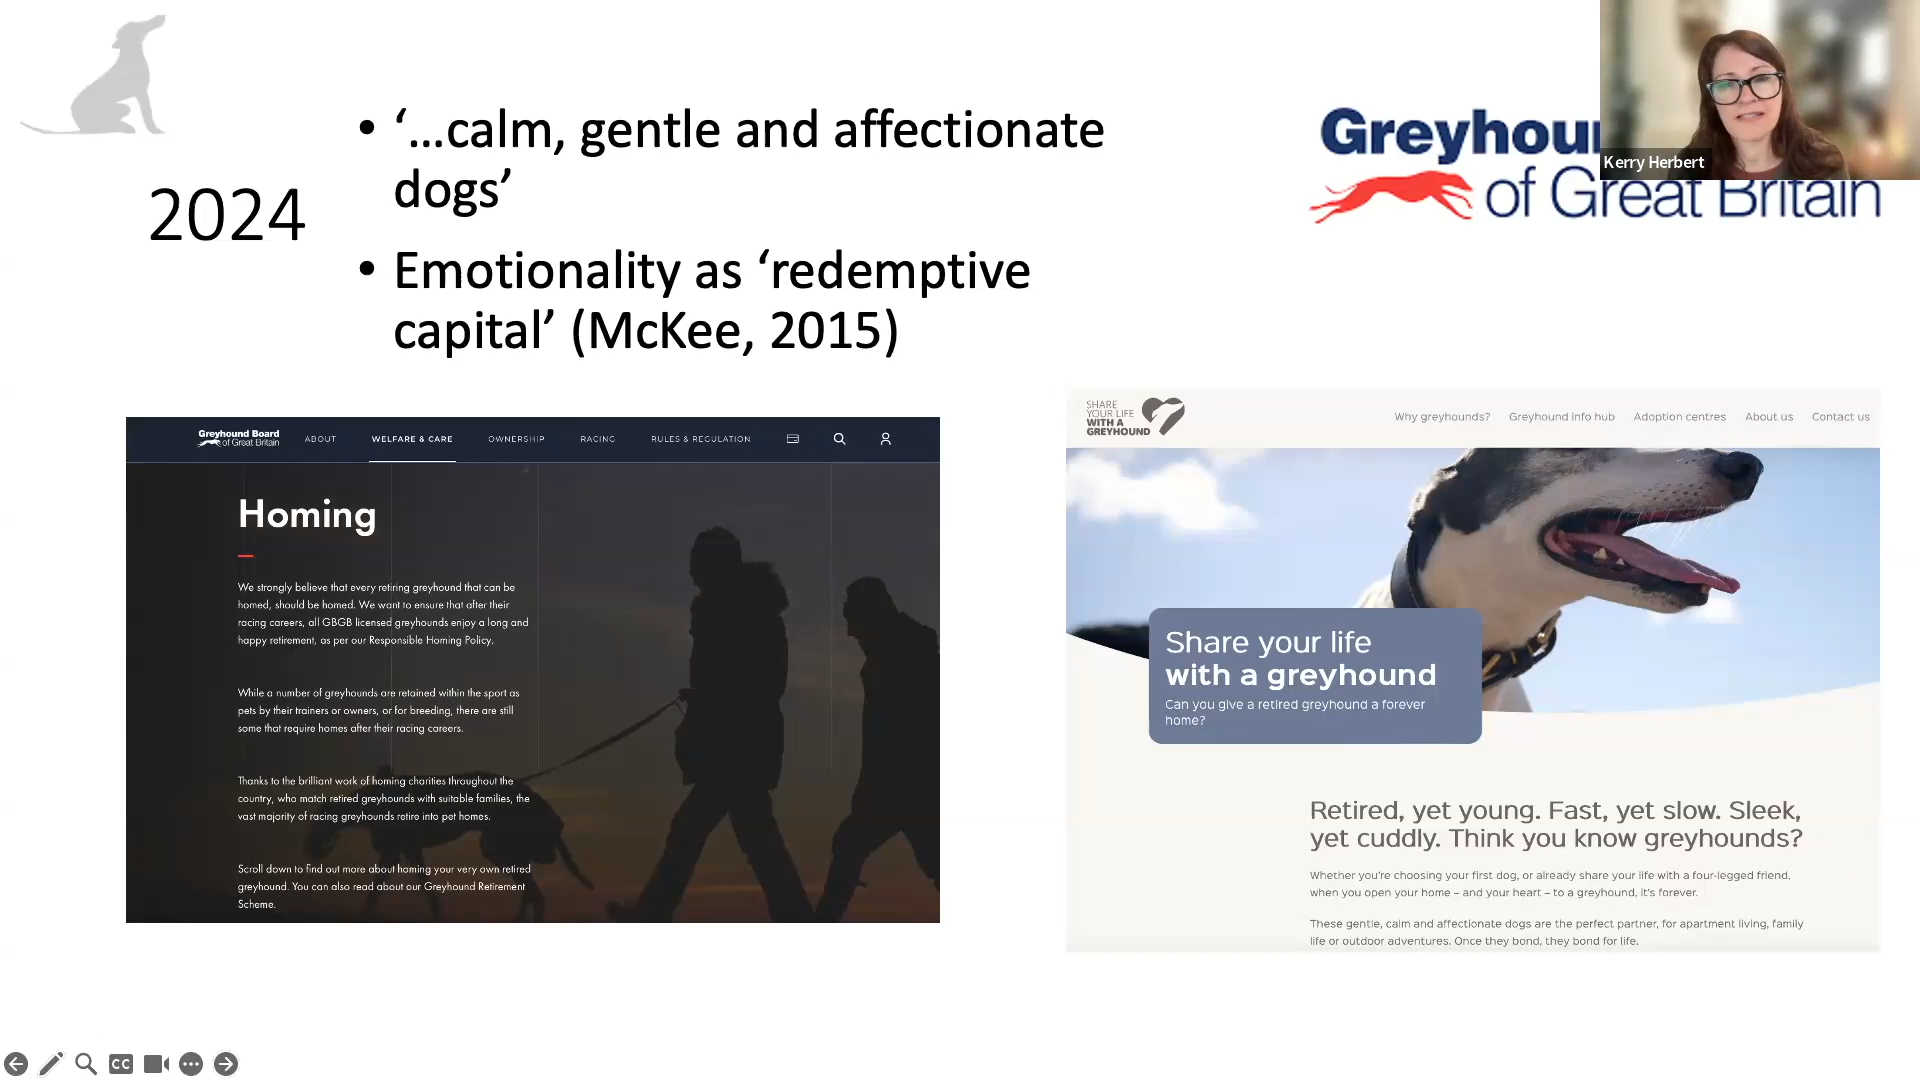 2024
• ‘...calm, gentle and affectionate
dogs’
• Emotionality as ‘redemptive
capital’ (McKee, 2015)
of Great Britain
Kerry Herbert
Greyhound Board
of Great Britain
ABOUT
WELFARE & CARE
OWNERSHIP
RACING
RULES & REGULATION
Homing
We strongly believe that every retiring greyhound that can be
homed, should be homed. We want to ensure that after their
racing careers, all GBGB licensed greyhounds enjoy a long and
happy retirement, as per our Responsible Homing Policy.
While a number of greyhounds are retained within the sport as
pets by their trainers or owners, or for breeding, there are still
some that require homes after their racing careers.
Thanks to the brilliant work of homing charities throughout the
country, who match retired greyhounds with suitable families, the
vast majority of racing greyhounds retire into pet homes.
Scroll down to find out more about homing your very own retired
greyhound. You can also read about our Greyhound Retirement
Scheme.
SHARE
YOUR LIFE
WITH A
GREYHOUND
Why greyhounds?
Greyhound info hub
Adoption centres
About us
Contact us
Share your life
with a greyhound
Can you give a retired greyhound a forever
home?
Retired, yet young. Fast, yet slow. Sleek,
yet cuddly. Think you know greyhounds?
Whether you're choosing your first dog, or already share your life with a four-legged friend,
when you open your home – and your heart – to a greyhound, it's forever.
These gentle, calm and affectionate dogs are the perfect partner, for apartment living, family
life or outdoor adventures. Once they bond, they bond for life.
CC